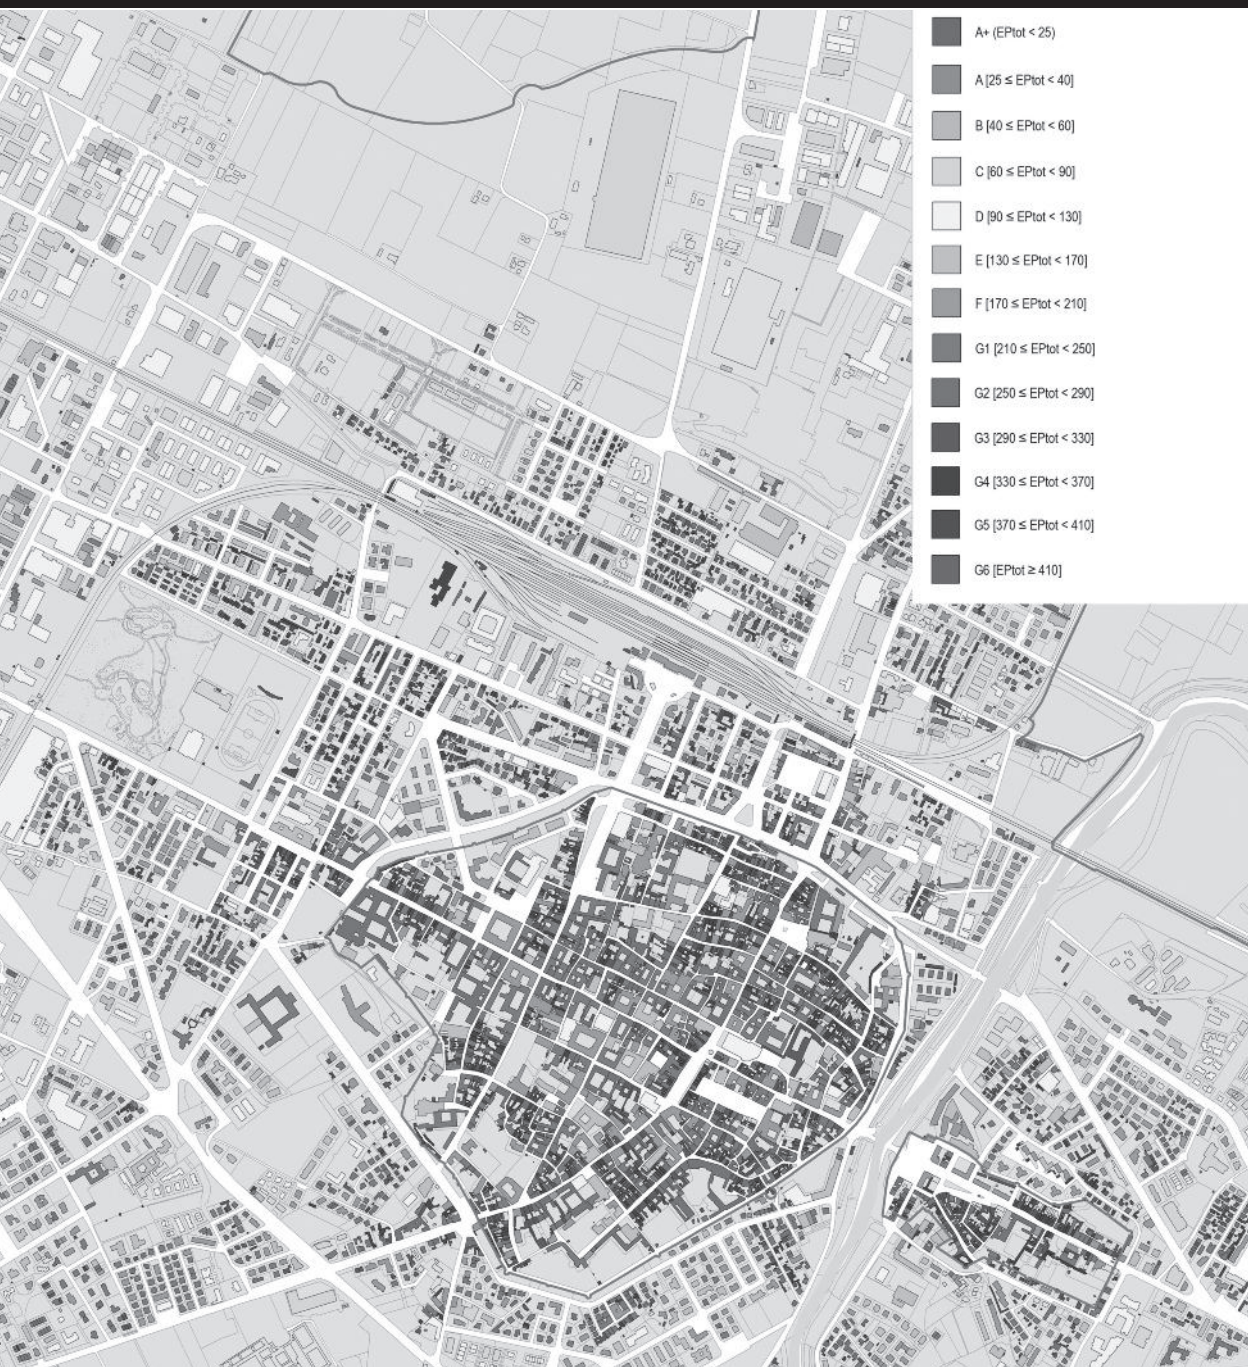 A+ (EPtot < 25)
A [25 ≤ EPtot < 40]
B [40 ≤ EPtot < 60]
C [60 ≤ EPtot < 90]
D [90 ≤ EPtot < 130]
E [130 ≤ EPtot < 170]
F [170 ≤ EPtot < 210]
G1 [210 ≤ EPtot < 250]
G2 [250 ≤ EPtot < 290]
G3 [290 ≤ EPtot < 330]
G4 [330 ≤ EPtot < 370]
G5 [370 ≤ EPtot < 410]
G6 [EPtot ≥ 410]